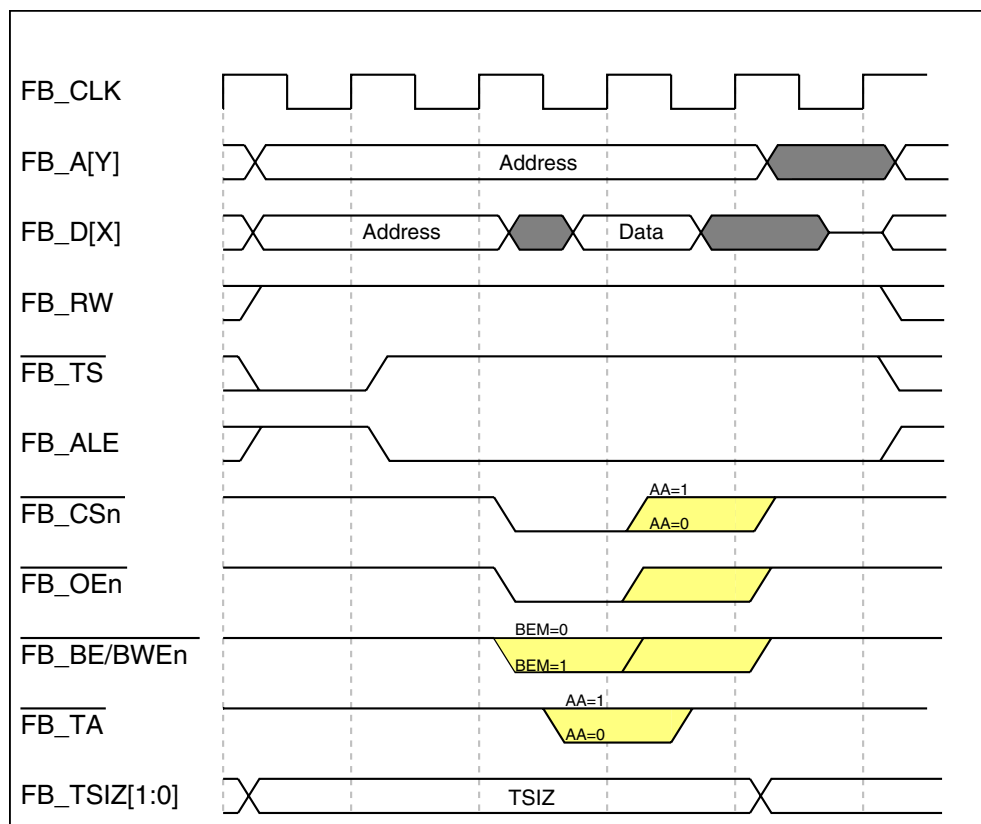 FB_CLK
FB_A[Y] Address
FB_D[X] Address Data
FB_RW
FB_TS
FB_ALE
FB_CSn AA=1
AA=0
FB_OEn
FB_BE/BWEn BEM=0
BEM=1
FB_TA AA=1
AA=0
FB_TSIZ[1:0] TSIZ